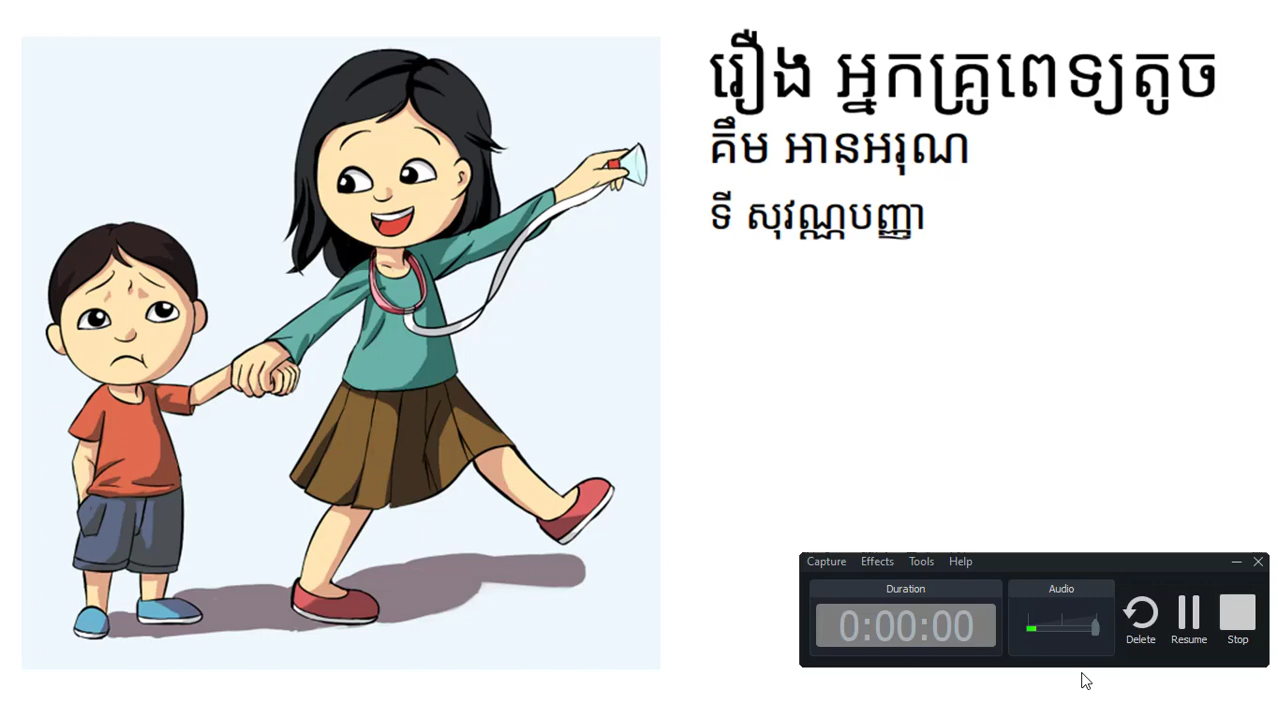 រឿង អ្នកគ្រូពេទ្យតូច
គឹម អានអរុណ
ទី សុវណ្ណបញ្ញា
Capture Effects Tools Help
Duration Audio
0:00:00
Delete Resume Stop